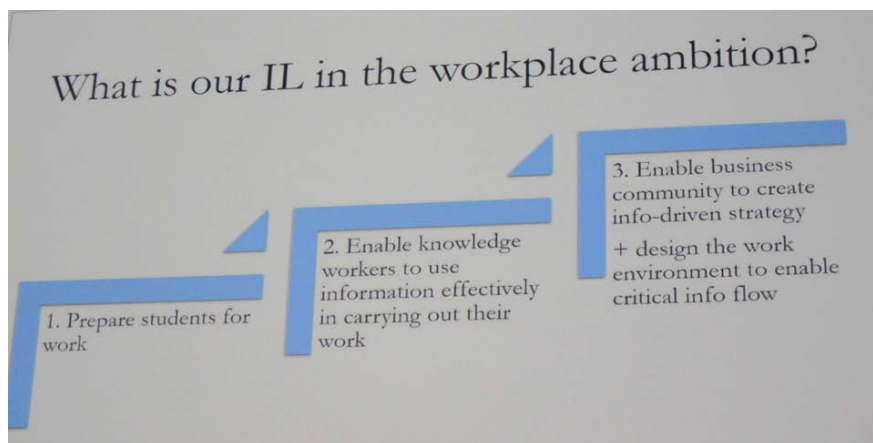 What is our IL in the workplace ambition?
1. Prepare students for
work
2. Enable knowledge
workers to use
information effectively
in carrying out their
work
3. Enable business
community to create
info-driven strategy
+ design the work
environment to enable
critical info flow